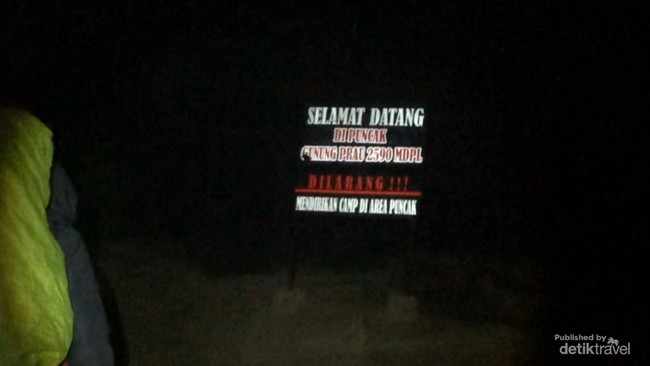 SELAMAT DATANG
DI PUNCAK
GUNUNG PRAU 2590 MDPL
DILARANG !!!
MENDIRIKAN CAMP DI AREA PUNCAK
Published by
detiktravel